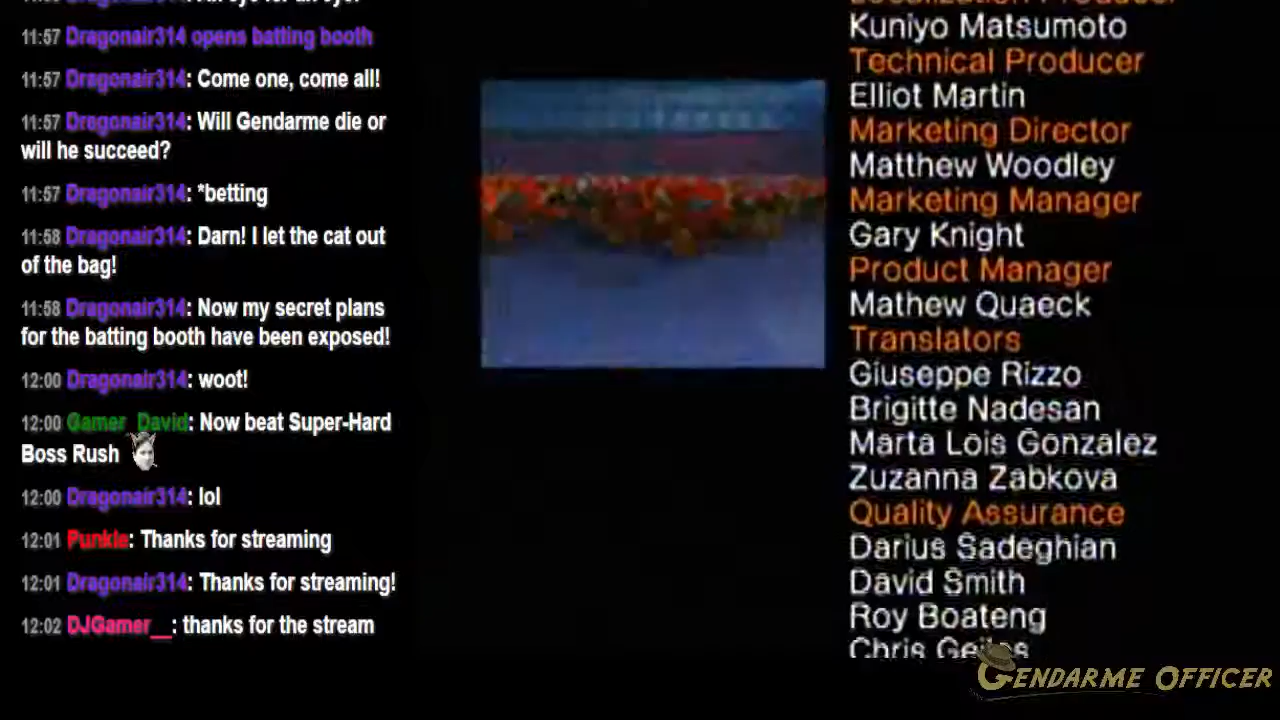 11:57 Dragonair314 opens batting booth
11:57 Dragonair314: Come one, come all!
11:57 Dragonair314: Will Gendarme die or
will he succeed?
11:57 Dragonair314: *betting
11:58 Dragonair314: Darn! I let the cat out
of the bag!
11:58 Dragonair314: Now my secret plans
for the batting booth have been exposed!
12:00 Dragonair314: woot!
12:00 Gamer_David: Now beat Super-Hard
Boss Rush
12:00 Dragonair314: lol
12:01 Punkle: Thanks for streaming
12:01 Dragonair314: Thanks for streaming!
12:02 DJGamer__: thanks for the stream
Localization Producer
Kuniyo Matsumoto
Technical Producer
Elliot Martin
Marketing Director
Matthew Woodley
Marketing Manager
Gary Knight
Product Manager
Mathew Quaeck
Translators
Giuseppe Rizzo
Brigitte Nadesan
Marta Lois Gonzalez
Zuzanna Zabkova
Quality Assurance
Darius Sadeghian
David Smith
Roy Boateng
Chris
GENDARME OFFICER